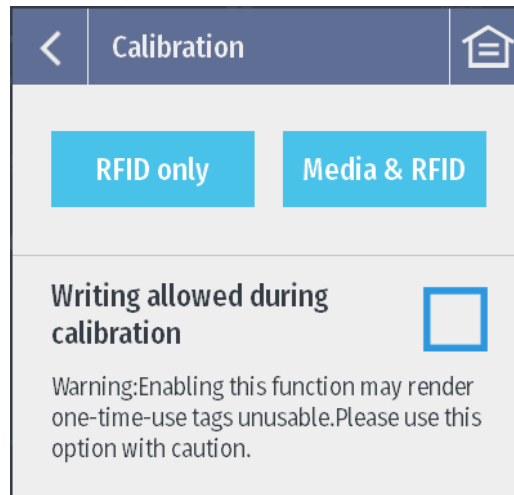 Calibration
RFID only
Media & RFID
Writing allowed during
calibration
Warning:Enabling this function may render
one-time-use tags unusable.Please use this
option with caution.